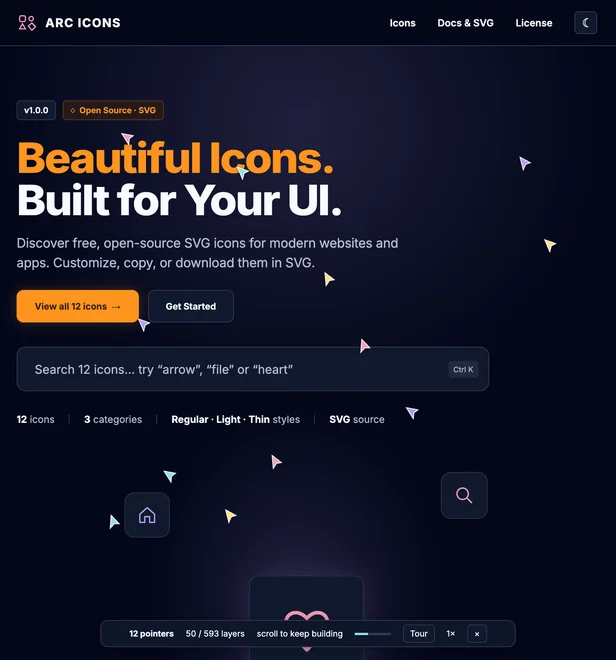 ARC ICONS
Icons Docs & SVG License
v1.0.0 Open Source · SVG
Beautiful Icons.
Built for Your UI.
Discover free, open-source SVG icons for modern websites and
apps. Customize, copy, or download them in SVG.
View all 12 icons → Get Started
Search 12 icons... try “arrow”, “file” or “heart” Ctrl K
12 icons 3 categories Regular · Light · Thin styles SVG source
12 pointers 50 / 593 layers scroll to keep building Tour 1× ×